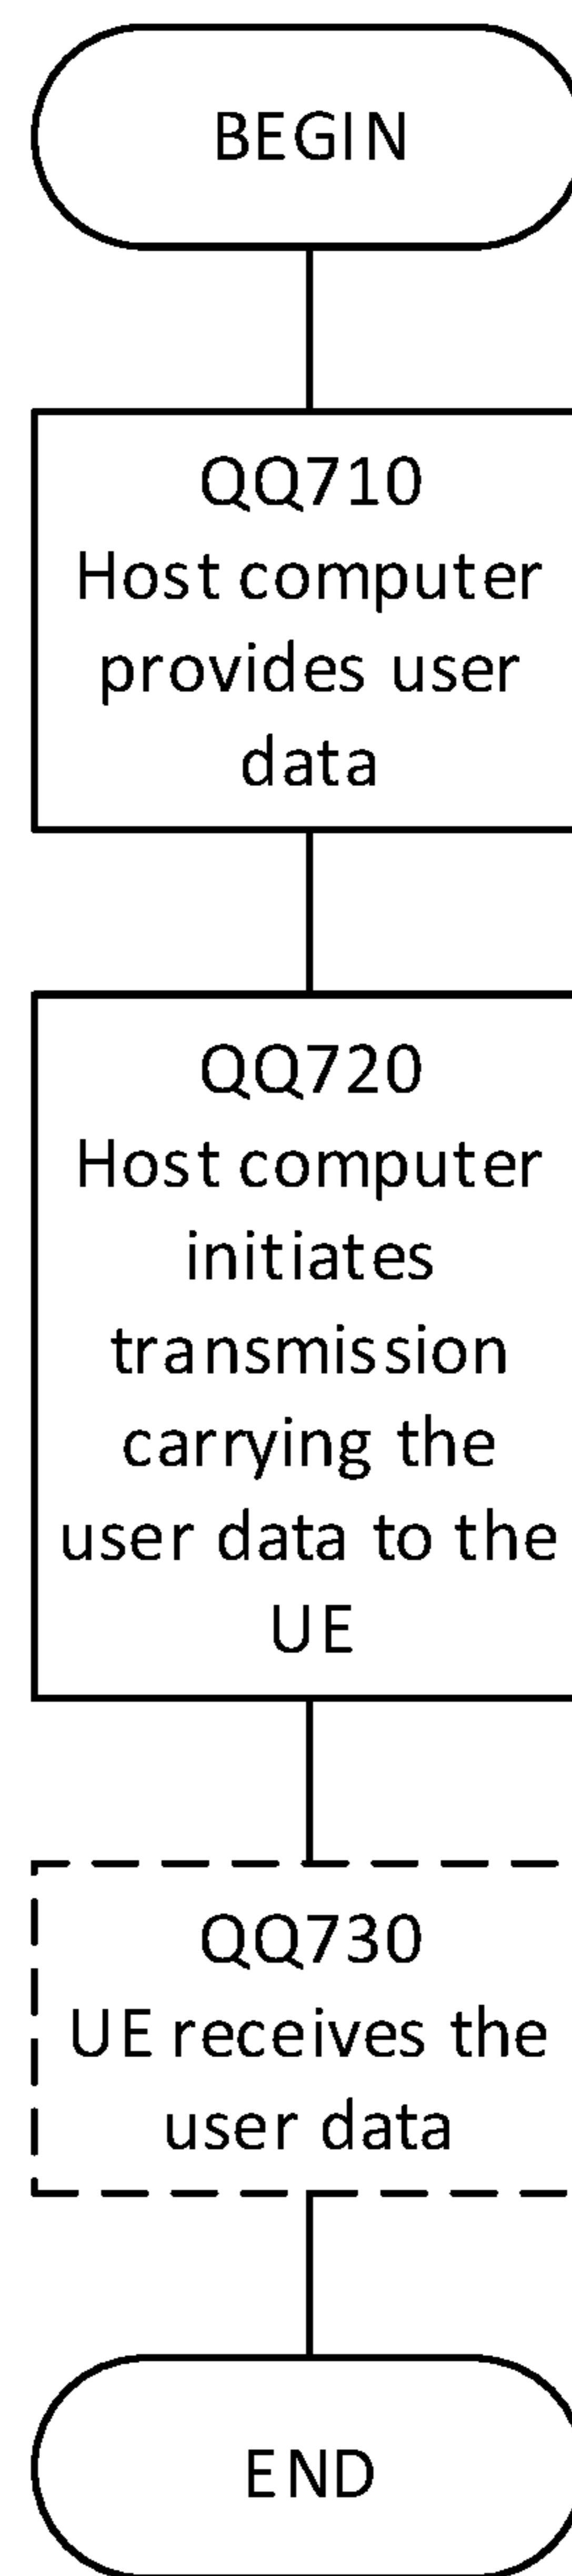 BEGIN
QQ710
Host computer
provides user
data
QQ720
Host computer
initiates
transmission
carrying the
user data to the
UE
QQ730
UE receives the
user data
END